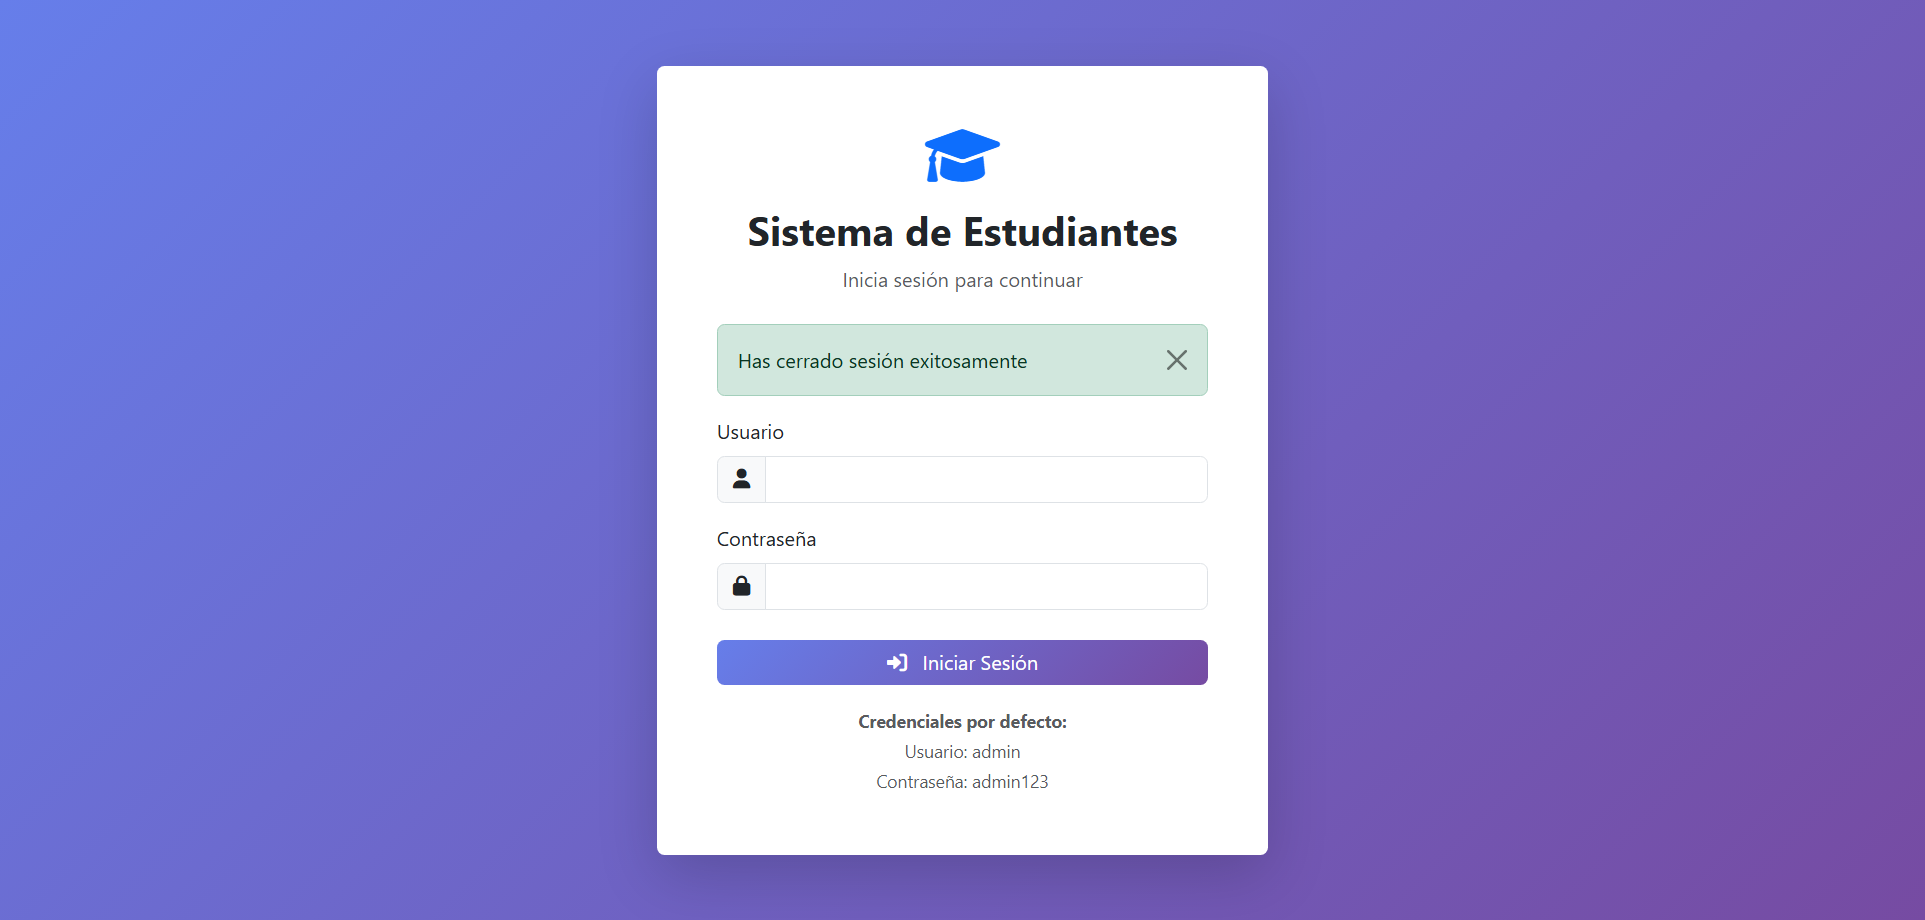 Sistema de Estudiantes
Inicia sesión para continuar
Has cerrado sesión exitosamente
Usuario
Contraseña
Iniciar Sesión
Credenciales por defecto:
Usuario: admin
Contraseña: admin123